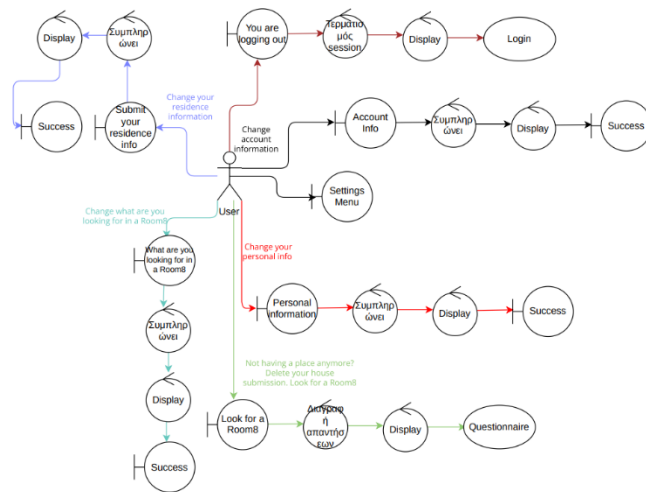 You are
logging out
Τερματισ
μός
session
Display
Login
Συμπληρ
ώνει
Display
Success
Submit
your
residence
info
Change your
residence
information
Change
account
information
Account
Info
Συμπληρ
ώνει
Display
Success
Settings
Menu
User
Change what are you
looking for in a Room8
What are you
looking for in
a Room8
Change your
personal info
Personal
information
Συμπληρ
ώνει
Display
Success
Συμπληρ
ώνει
Display
Success
Not having a place anymore?
Delete your house
submission. Look for a Room8
Look for a
Room8
Διαγραφ
ή
απαντήσ
εων
Display
Questionnaire